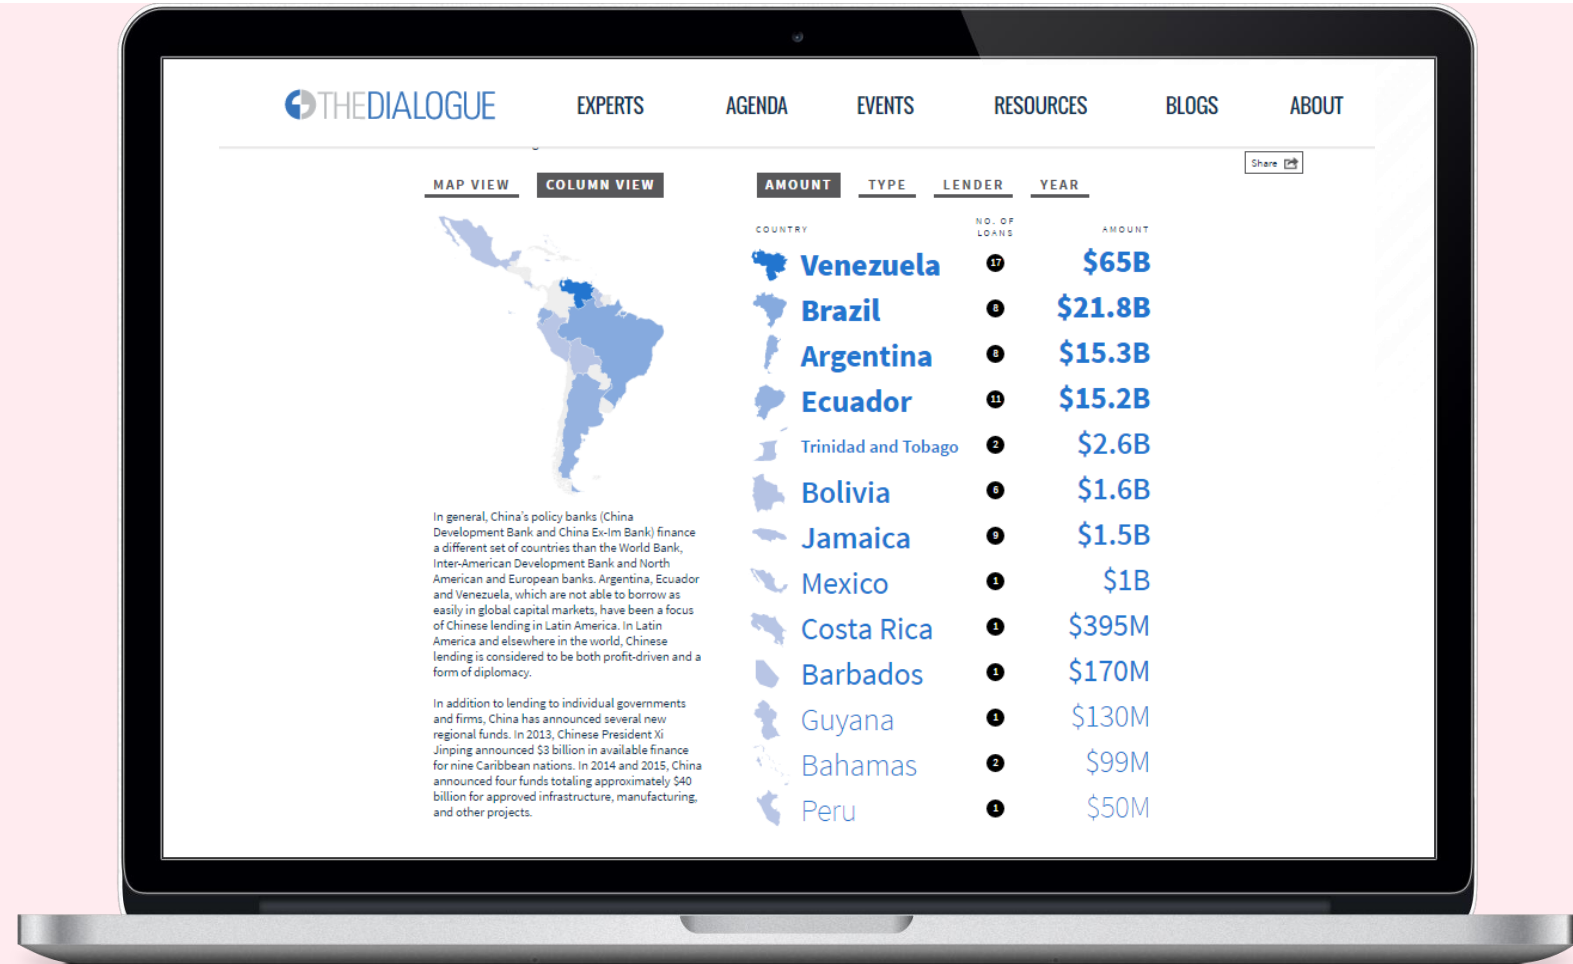 THEDIALOGUE EXPERTS AGENDA EVENTS RESOURCES BLOGS ABOUT
Share
MAP VIEW COLUMN VIEW
AMOUNT TYPE LENDER YEAR
COUNTRY NO. OF LOANS AMOUNT
Venezuela 17 $65B
Brazil 8 $21.8B
Argentina 8 $15.3B
Ecuador 11 $15.2B
Trinidad and Tobago 2 $2.6B
Bolivia 6 $1.6B
Jamaica 9 $1.5B
Mexico 1 $1B
Costa Rica 1 $395M
Barbados 1 $170M
Guyana 1 $130M
Bahamas 2 $99M
Peru 1 $50M
In general, China's policy banks (China
Development Bank and China Ex-Im Bank) finance
a different set of countries than the World Bank,
Inter-American Development Bank and North
American and European banks. Argentina, Ecuador
and Venezuela, which are not able to borrow as
easily in global capital markets, have been a focus
of Chinese lending in Latin America. In Latin
America and elsewhere in the world, Chinese
lending is considered to be both profit-driven and a
form of diplomacy.
In addition to lending to individual governments
and firms, China has announced several new
regional funds. In 2013, Chinese President Xi
Jinping announced $3 billion in available finance
for nine Caribbean nations. In 2014 and 2015, China
announced four funds totaling approximately $40
billion for approved infrastructure, manufacturing,
and other projects.